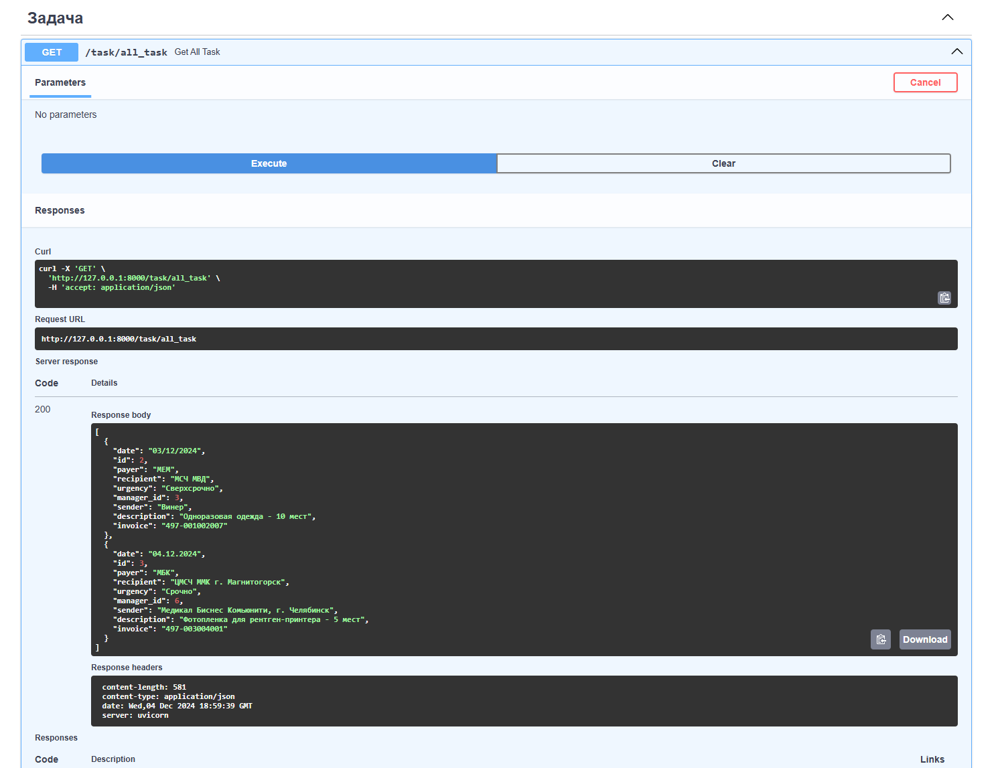 Задача
GET /task/all_task Get All Task
Parameters Cancel
No parameters
Execute Clear
Responses
Curl
curl -X 'GET' \
'http://127.0.0.1:8000/task/all_task' \
-H 'accept: application/json'
Request URL
http://127.0.0.1:8000/task/all_task
Server response
Code Details
200
Response body
[
{
"date": "03/12/2024",
"id": 2,
"payer": "МЕМ",
"recipient": "МСЧ МВД",
"urgency": "Сверхсрочно",
"manager_id": 3,
"sender": "Винер",
"description": "Одноразовая одежда - 10 мест",
"invoice": "497-001002007"
},
{
"date": "04.12.2024",
"id": 3,
"payer": "МБК",
"recipient": "ЦМСЧ ММК г. Магнитогорск",
"urgency": "Срочно",
"manager_id": 6,
"sender": "Медикал Биснес Комьюнити, г. Челябинск",
"description": "Фотопленка для рентген-принтера - 5 мест",
"invoice": "497-003004001"
}
]
Download
Response headers
content-length: 581
content-type: application/json
date: Wed,04 Dec 2024 18:59:39 GMT
server: uvicorn
Responses
Code Description Links